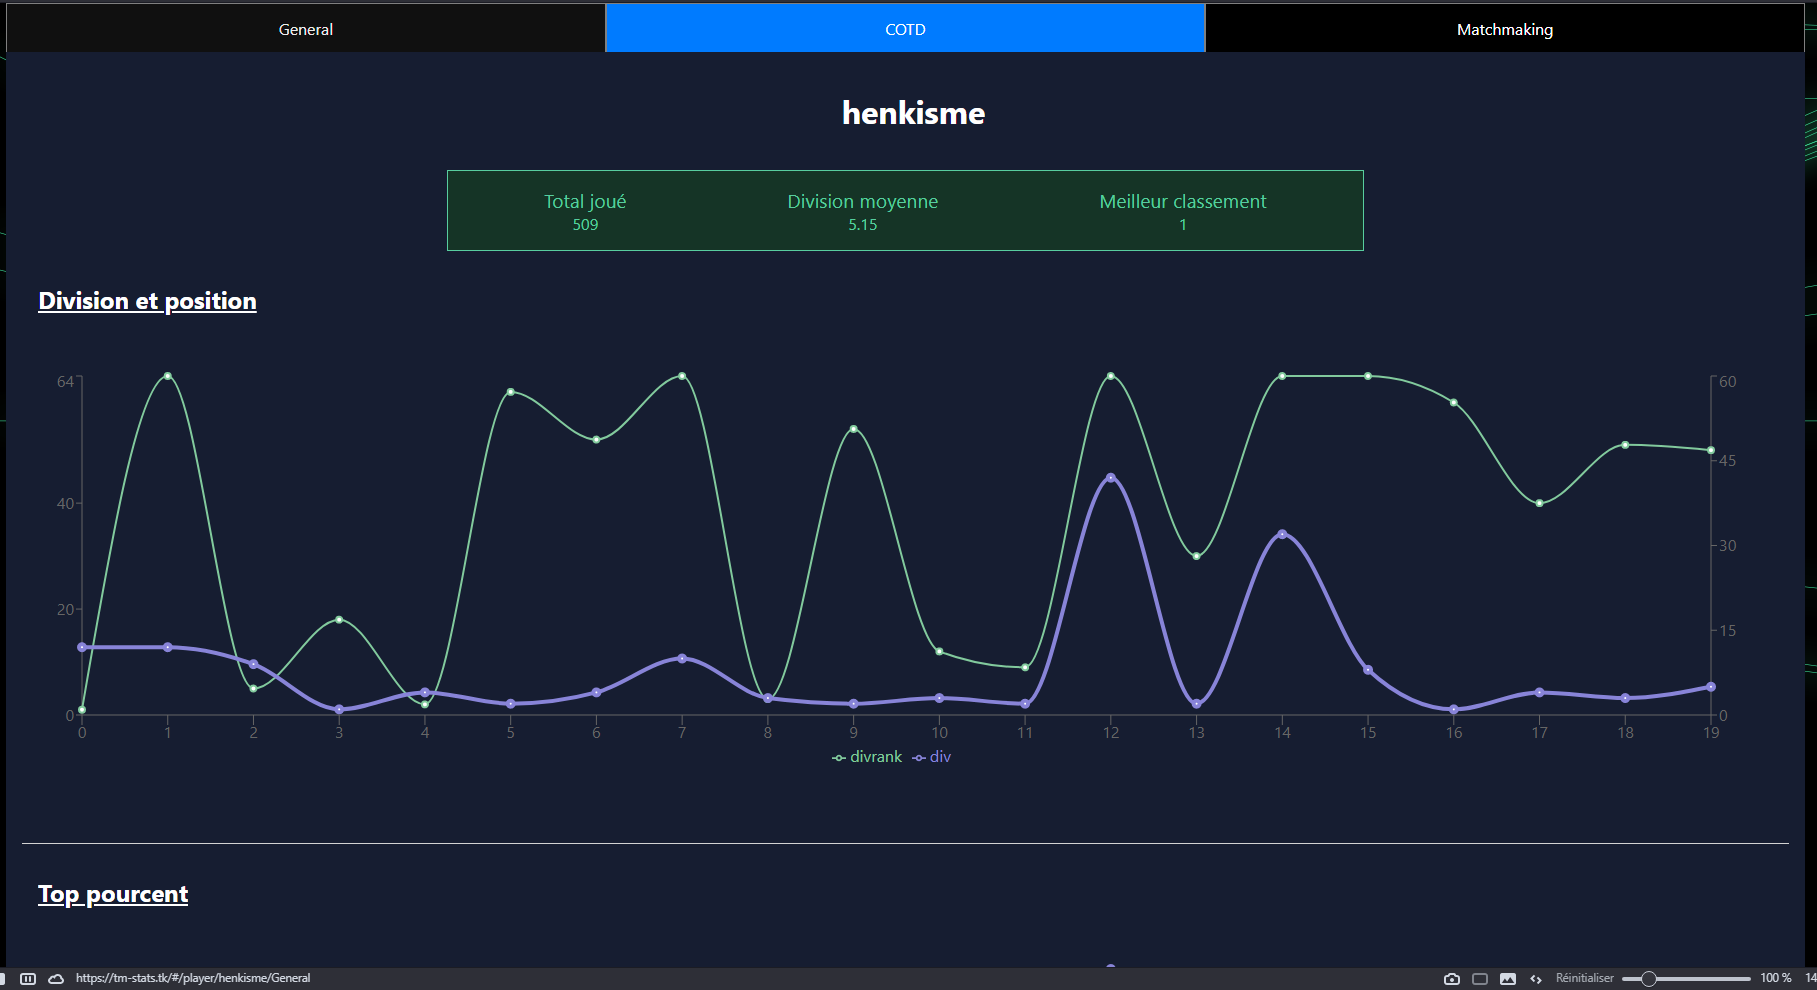 General COTD Matchmaking
henkisme
Total joué Division moyenne Meilleur classement
509 5.15 1
Division et position
64 60
45
40
30
20
15
0 0
0 1 2 3 4 5 6 7 8 9 10 11 12 13 14 15 16 17 18 19
divrank div
Top pourcent
https://tm-stats.tk/#/player/henkisme/General Réinitialiser 100 % 14